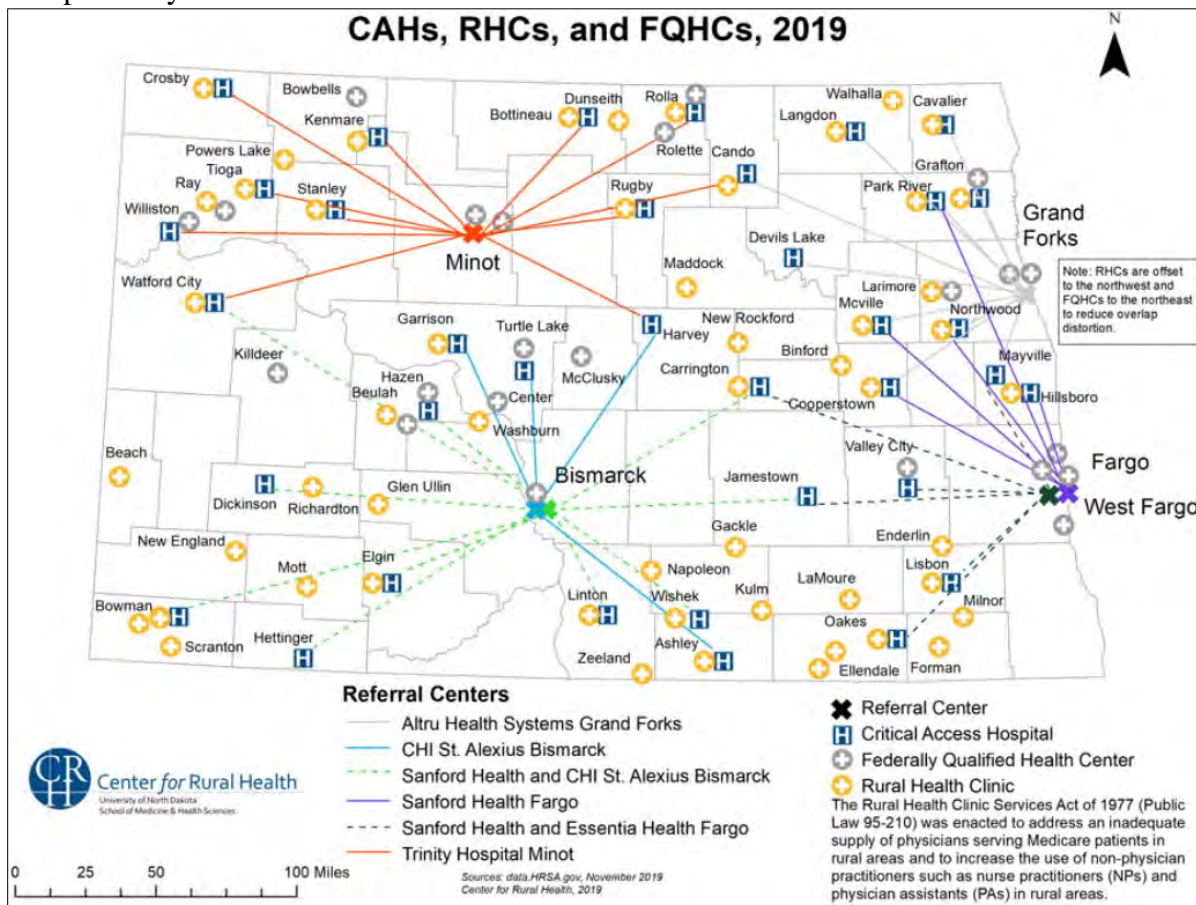 CAHs, RHCs, and FQHCs, 2019
N
Crosby
Bowbells
Kenmare
Bottineau
Dunseith
Rolla
Rolette
Walhalla
Langdon
Cavalier
Powers Lake
Tioga
Ray
Stanley
Williston
Rugby
Cando
Grafton
Park River
Grand
Forks
Minot
Devils Lake
Note: RHCs are offset
to the northwest and
FQHCs to the northeast
to reduce overlap
distortion.
Watford City
Maddock
Larimore
Mcville
Northwood
Garrison
Turtle Lake
Harvey
New Rockford
Killdeer
McClusky
Binford
Mayville
Hazen
Carrington
Beulah
Center
Cooperstown
Hillsboro
Washburn
Valley City
Beach
Bismarck
Jamestown
Fargo
Dickinson
Richardton
Glen Ullin
West Fargo
Gackle
New England
Enderlin
Mott
Elgin
Napoleon
Lisbon
Bowman
Linton
Wishek
Kulm
LaMoure
Milnor
Scranton
Hettinger
Zeeland
Ashley
Oakes
Ellendale
Forman
Referral Centers
Altru Health Systems Grand Forks
CHI St. Alexius Bismarck
Sanford Health and CHI St. Alexius Bismarck
Sanford Health Fargo
Sanford Health and Essentia Health Fargo
Trinity Hospital Minot
Referral Center
H Critical Access Hospital
Federally Qualified Health Center
Rural Health Clinic
The Rural Health Clinic Services Act of 1977 (Public
Law 95-210) was enacted to address an inadequate
supply of physicians serving Medicare patients in
rural areas and to increase the use of non-physician
practitioners such as nurse practitioners (NPs) and
physician assistants (PAs) in rural areas.
CRH
Center for Rural Health
University of North Dakota
School of Medicine & Health Sciences
0 25 50 100 Miles
Sources: data.HRSA.gov, November 2019
Center for Rural Health, 2019